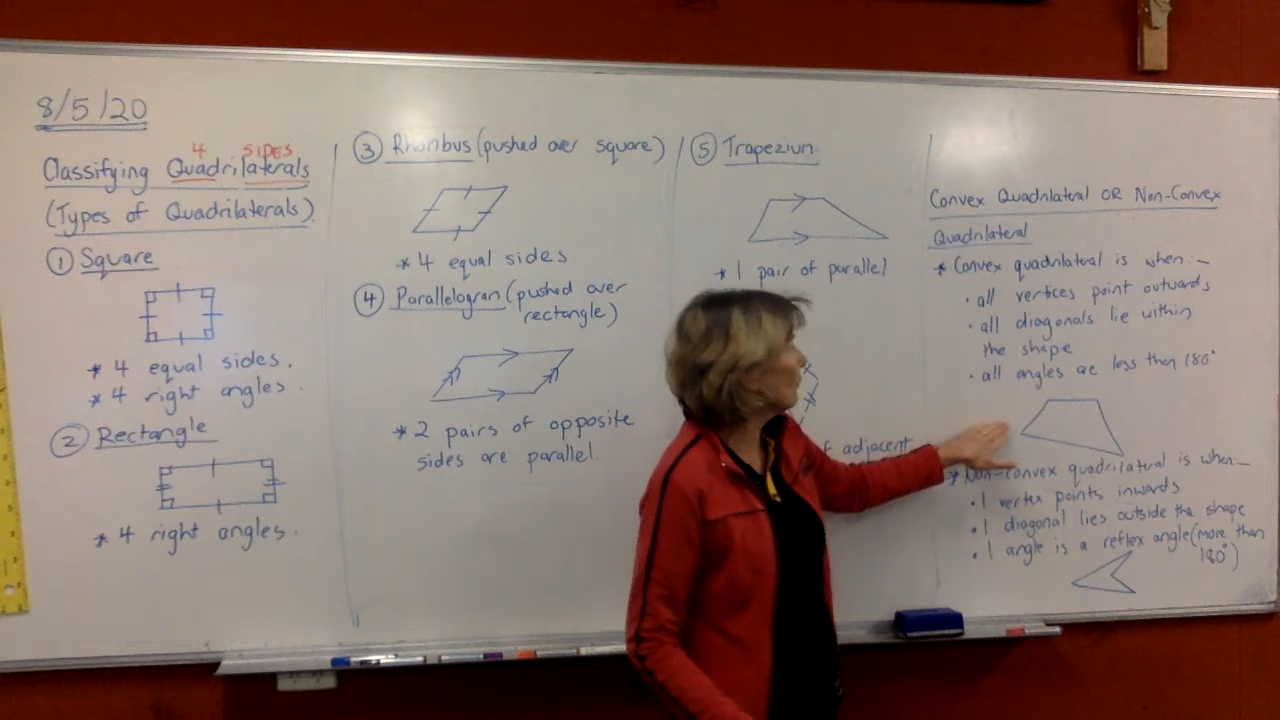 8/5/20
4 SIDES
Classifying Quadrilaterals
(Types of Quadrilaterals)
① Square
* 4 equal sides.
* 4 right angles.
② Rectangle
* 4 right angles.
③ Rhombus (pushed over square)
* 4 equal sides
④ Parallelogram (pushed over
rectangle)
* 2 pairs of opposite
sides are parallel.
⑤ Trapezium
* 1 pair of parallel
adjacent
Convex Quadrilateral OR Non-Convex
Quadrilateral
* Convex quadrilateral is when:-
• all vertices point outwards
• all diagonals lie within
the shape
• all angles are less than 180°
* Non-convex quadrilateral is when:-
• 1 vertex points inwards
• 1 diagonal lies outside the shape
• 1 angle is a reflex angle (more than
180°)